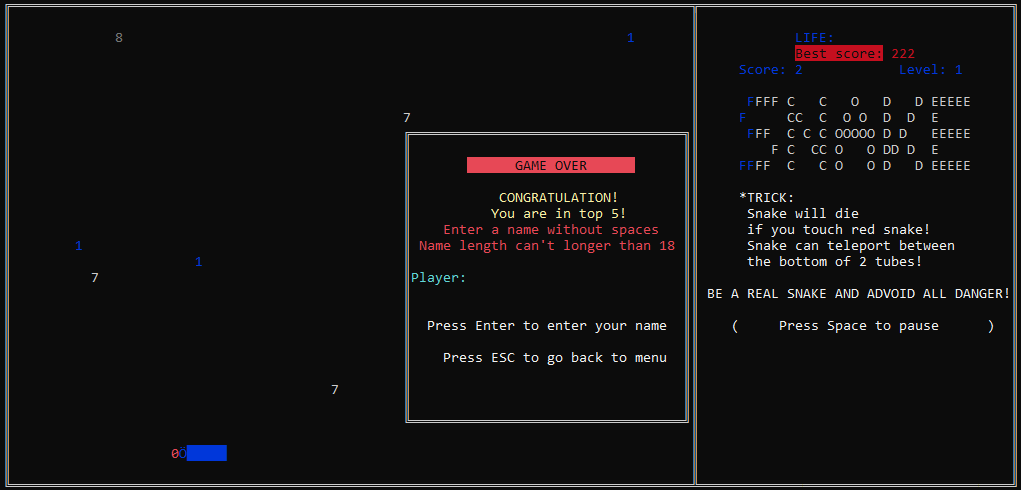 8
1
7
1
1
7
7
0Ö
GAME OVER
CONGRATULATION!
You are in top 5!
Enter a name without spaces
Name length can't longer than 18
Player:
Press Enter to enter your name
Press ESC to go back to menu
LIFE:
Best score: 222
Score: 2 Level: 1
FFFF C C O D D EEEEE
F CC C O O D D E
FFF C C C OOOOO D D EEEEE
F C CC O O DD D E
FFFF C C O O D D EEEEE
*TRICK:
Snake will die
if you touch red snake!
Snake can teleport between
the bottom of 2 tubes!
BE A REAL SNAKE AND ADVOID ALL DANGER!
( Press Space to pause )